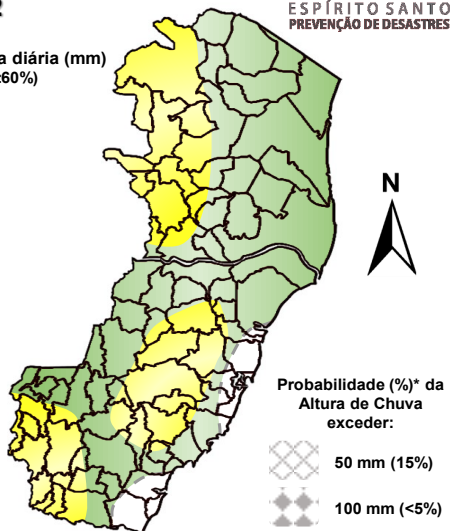 ESPÍRITO SANTO
PREVENÇÃO DE DESASTRES
a diária (mm)
60%)
N
Probabilidade (%)* da
Altura de Chuva
exceder:
50 mm (15%)
100 mm (<5%)